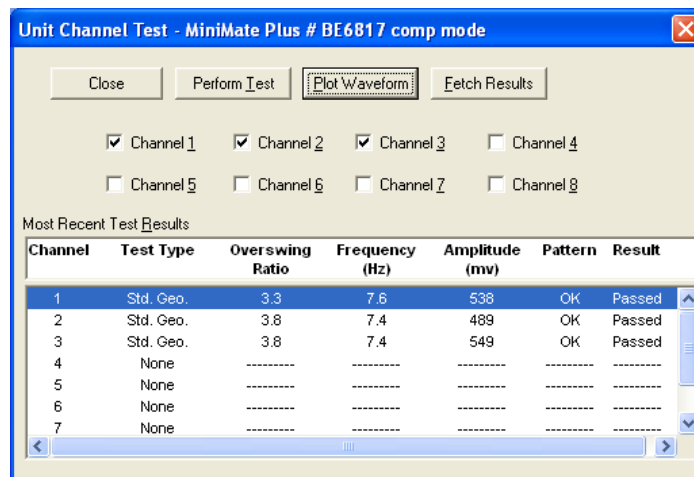 Unit Channel Test - MiniMate Plus # BE6817 comp mode
Close Perform Test Plot Waveform Fetch Results
Channel 1 Channel 2 Channel 3 Channel 4
Channel 5 Channel 6 Channel 7 Channel 8
Most Recent Test Results
Channel Test Type Overswing Ratio Frequency (Hz) Amplitude (mv) Pattern Result
1 Std. Geo. 3.3 7.6 538 OK Passed
2 Std. Geo. 3.8 7.4 489 OK Passed
3 Std. Geo. 3.8 7.4 549 OK Passed
4 None --------- --------- --------- --------- ---------
5 None --------- --------- --------- --------- ---------
6 None --------- --------- --------- --------- ---------
7 None --------- --------- --------- --------- ---------